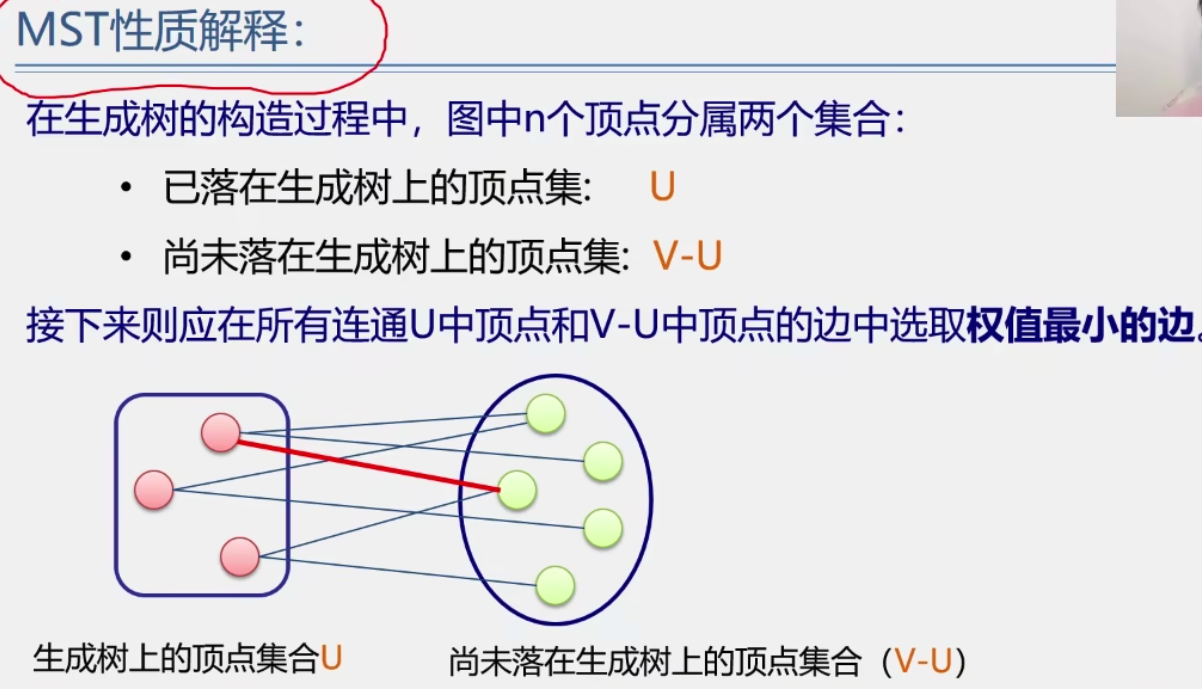 MST性质解释：
在生成树的构造过程中，图中n个顶点分属两个集合：
• 已落在生成树上的顶点集: U
• 尚未落在生成树上的顶点集: V-U
接下来则应在所有连通U中顶点和V-U中顶点的边中选取权值最小的边.
生成树上的顶点集合U
尚未落在生成树上的顶点集合（V-U）